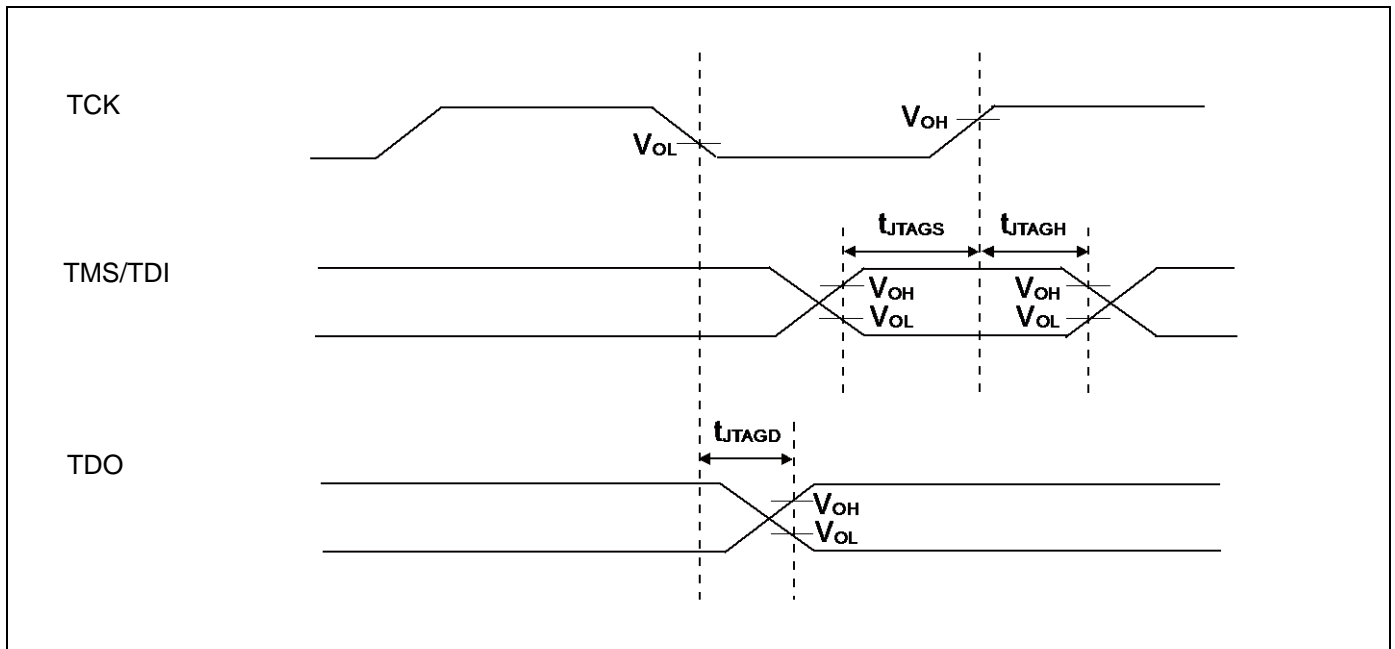 TCK
VOH
VOL
tJTAGS tJTAGH
TMS/TDI
VOH VOH
VOL VOL
tJTAGD
TDO
VOH
VOL